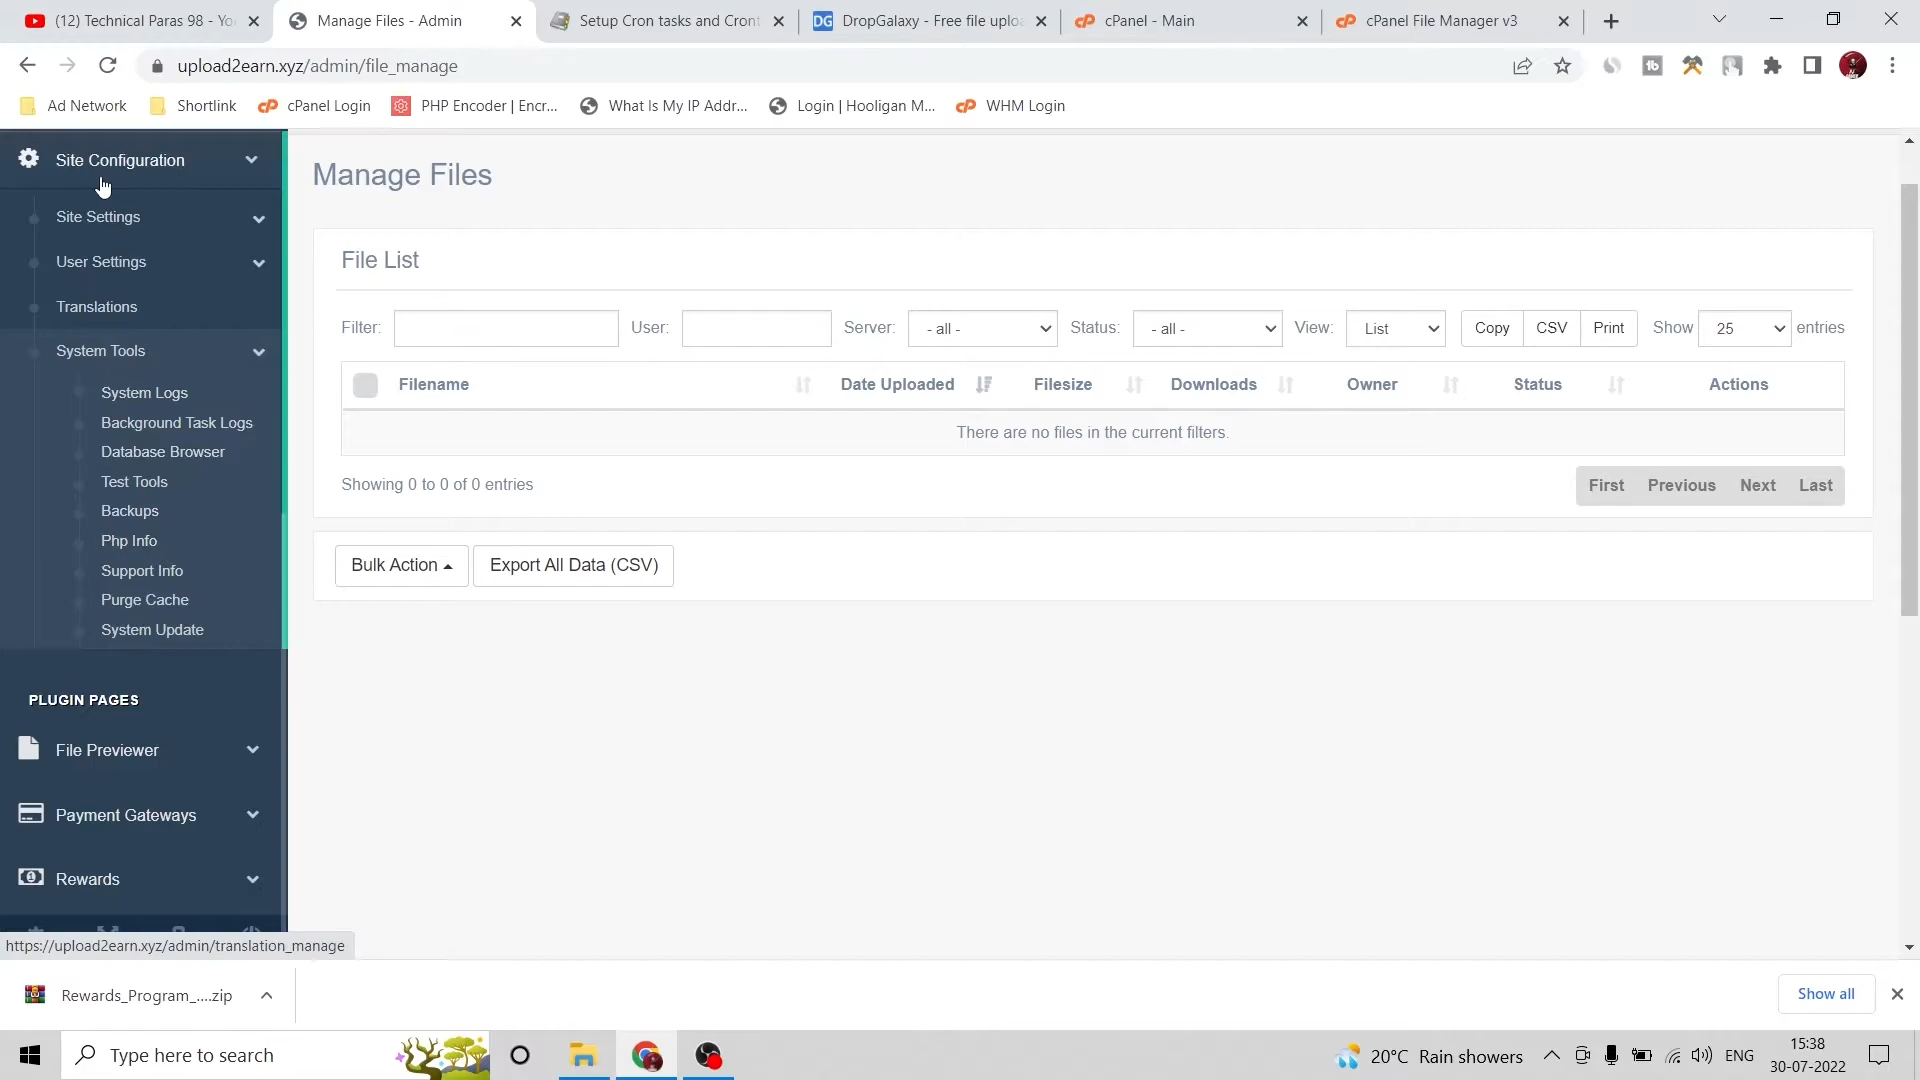 (12) Technical Paras 98 - Yo
Manage Files - Admin
Setup Cron tasks and Cront
DropGalaxy - Free file uploa
cPanel - Main
cPanel File Manager v3
upload2earn.xyz/admin/file_manage
Ad Network
Shortlink
cPanel Login
PHP Encoder | Encr...
What Is My IP Addr...
Login | Hooligan M...
WHM Login
Site Configuration
Site Settings
User Settings
Translations
System Tools
System Logs
Background Task Logs
Database Browser
Test Tools
Backups
Php Info
Support Info
Purge Cache
System Update
PLUGIN PAGES
File Previewer
Payment Gateways
Rewards
https://upload2earn.xyz/admin/translation_manage
Manage Files
File List
Filter: User: Server: - all - Status: - all - View: List Copy CSV Print Show 25 entries
Filename Date Uploaded Filesize Downloads Owner Status Actions
There are no files in the current filters.
Showing 0 to 0 of 0 entries
First Previous Next Last
Bulk Action Export All Data (CSV)
Rewards_Program_....zip
Show all
Type here to search
20°C Rain showers
ENG
15:38
30-07-2022